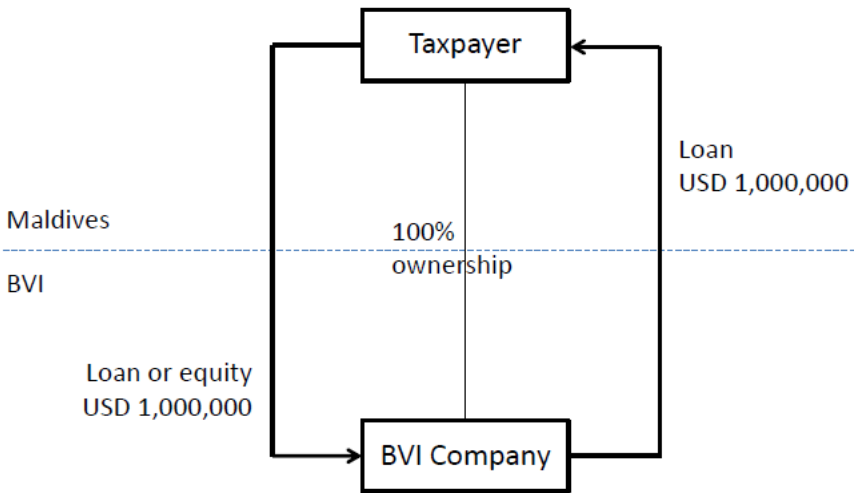 Taxpayer
Loan
USD 1,000,000
Maldives
100%
ownership
BVI
Loan or equity
USD 1,000,000
BVI Company